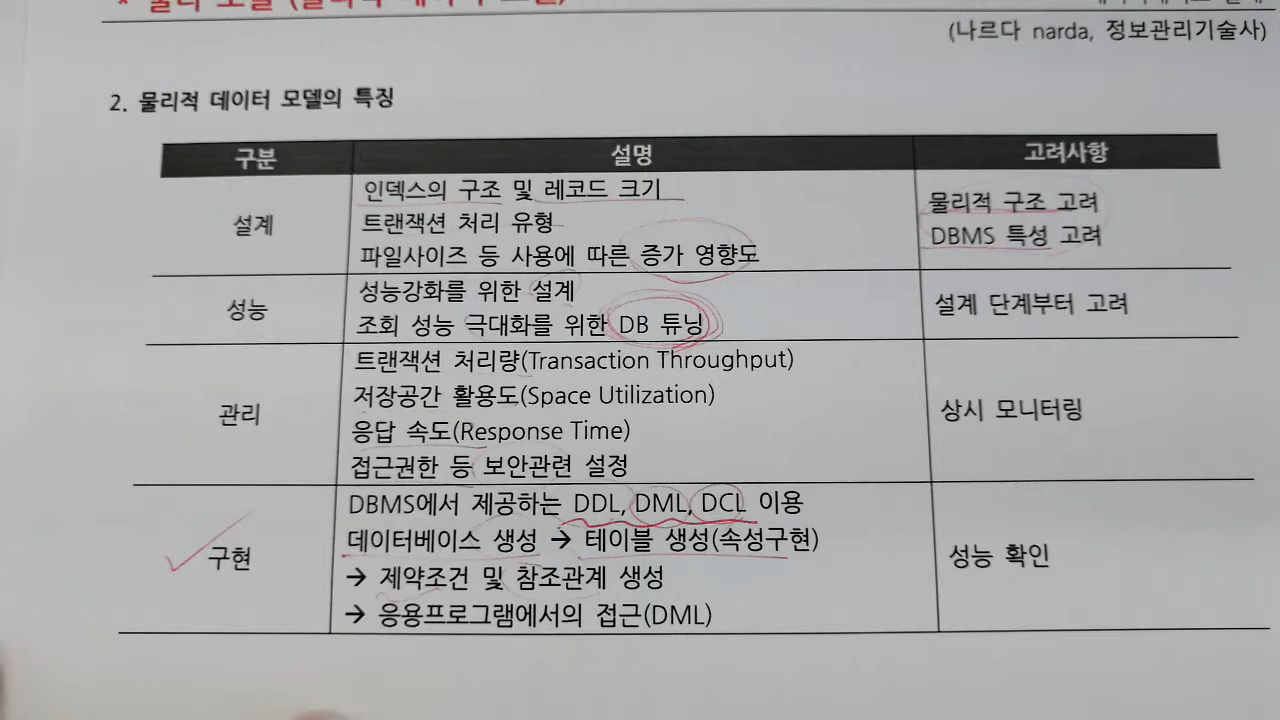 (나르다 narda, 정보관리기술사)
2. 물리적 데이터 모델의 특징
구분 설명 고려사항
설계
인덱스의 구조 및 레코드 크기
트랜잭션 처리 유형
파일사이즈 등 사용에 따른 증가 영향도
물리적 구조 고려
DBMS 특성 고려
성능
성능강화를 위한 설계
조회 성능 극대화를 위한 DB 튜닝
설계 단계부터 고려
관리
트랜잭션 처리량(Transaction Throughput)
저장공간 활용도(Space Utilization)
응답 속도(Response Time)
접근권한 등 보안관련 설정
상시 모니터링
구현
DBMS에서 제공하는 DDL, DML, DCL 이용
데이터베이스 생성 → 테이블 생성(속성구현)
→ 제약조건 및 참조관계 생성
→ 응용프로그램에서의 접근(DML)
성능 확인